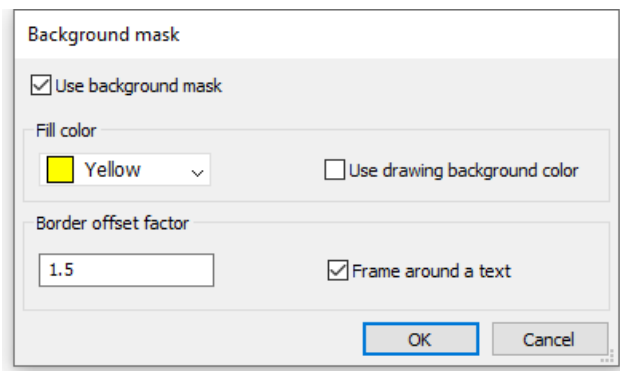 Background mask
Use background mask
Fill color
Yellow
Use drawing background color
Border offset factor
1.5
Frame around a text
OK
Cancel